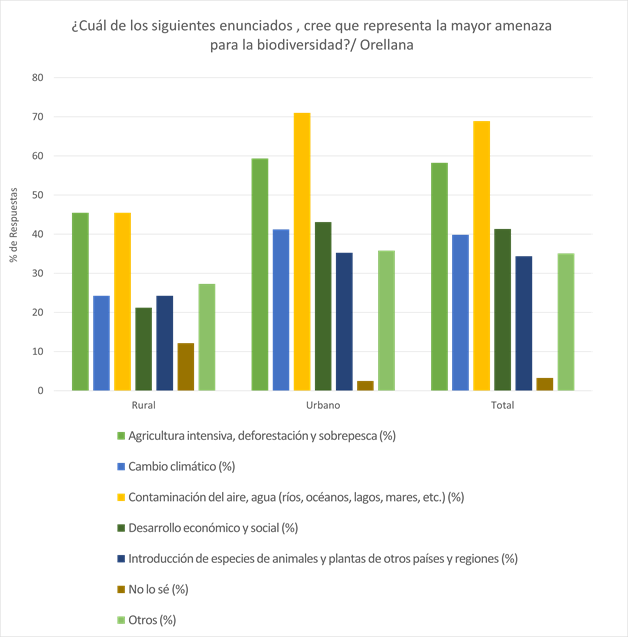 ¿Cuál de los siguientes enunciados , cree que representa la mayor amenaza
para la biodiversidad?/ Orellana
80
70
60
50
40
30
20
10
0
% de Respuestas
Rural
Urbano
Total
Agricultura intensiva, deforestación y sobrepesca (%)
Cambio climático (%)
Contaminación del aire, agua (ríos, océanos, lagos, mares, etc.) (%)
Desarrollo económico y social (%)
Introducción de especies de animales y plantas de otros países y regiones (%)
No lo sé (%)
Otros (%)